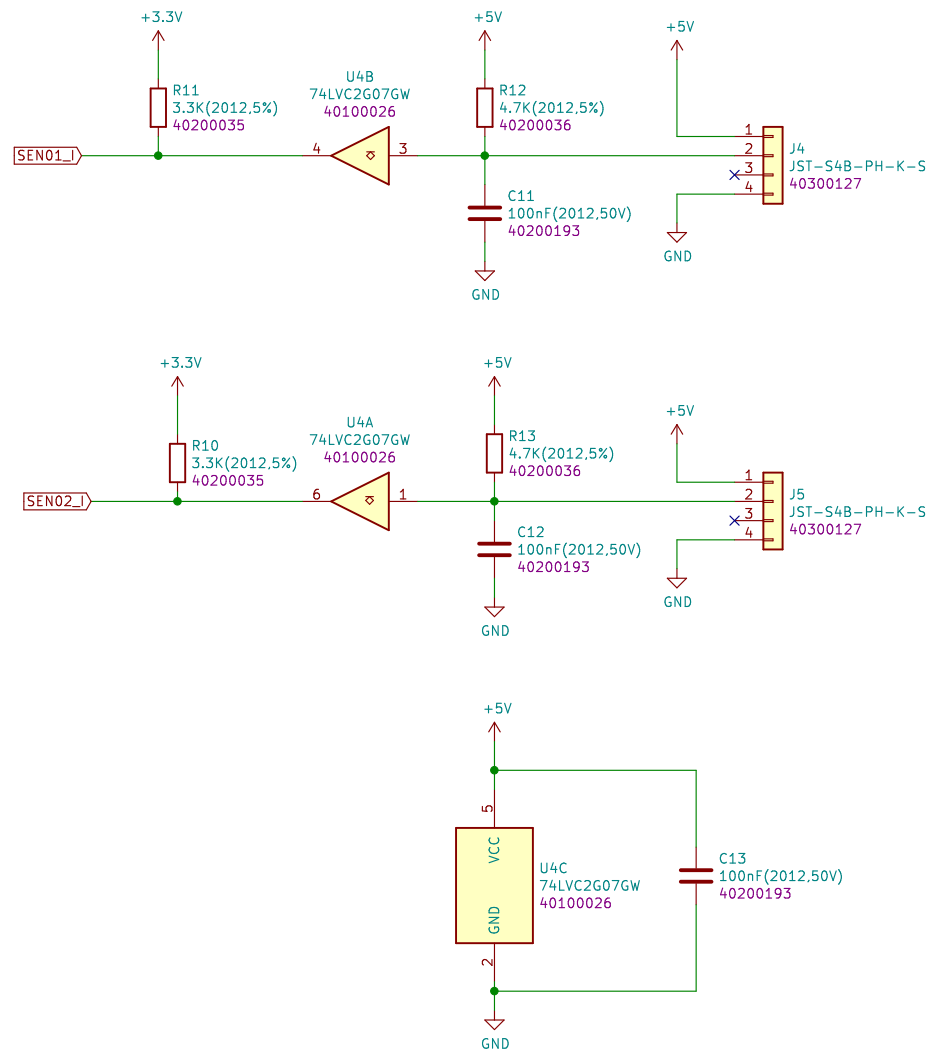 +3.3V
+5V
+5V
R11
3.3K(2012,5%)
40200035
U4B
74LVC2G07GW
40100026
R12
4.7K(2012,5%)
40200036
SEN01_I
4
3
1
2
3
4
J4
JST-S4B-PH-K-S
40300127
C11
100nF(2012,50V)
40200193
GND
GND
+3.3V
+5V
+5V
R10
3.3K(2012,5%)
40200035
U4A
74LVC2G07GW
40100026
R13
4.7K(2012,5%)
40200036
SEN02_I
6
1
1
2
3
4
J5
JST-S4B-PH-K-S
40300127
C12
100nF(2012,50V)
40200193
GND
GND
+5V
5
VCC
GND
2
U4C
74LVC2G07GW
40100026
C13
100nF(2012,50V)
40200193
GND